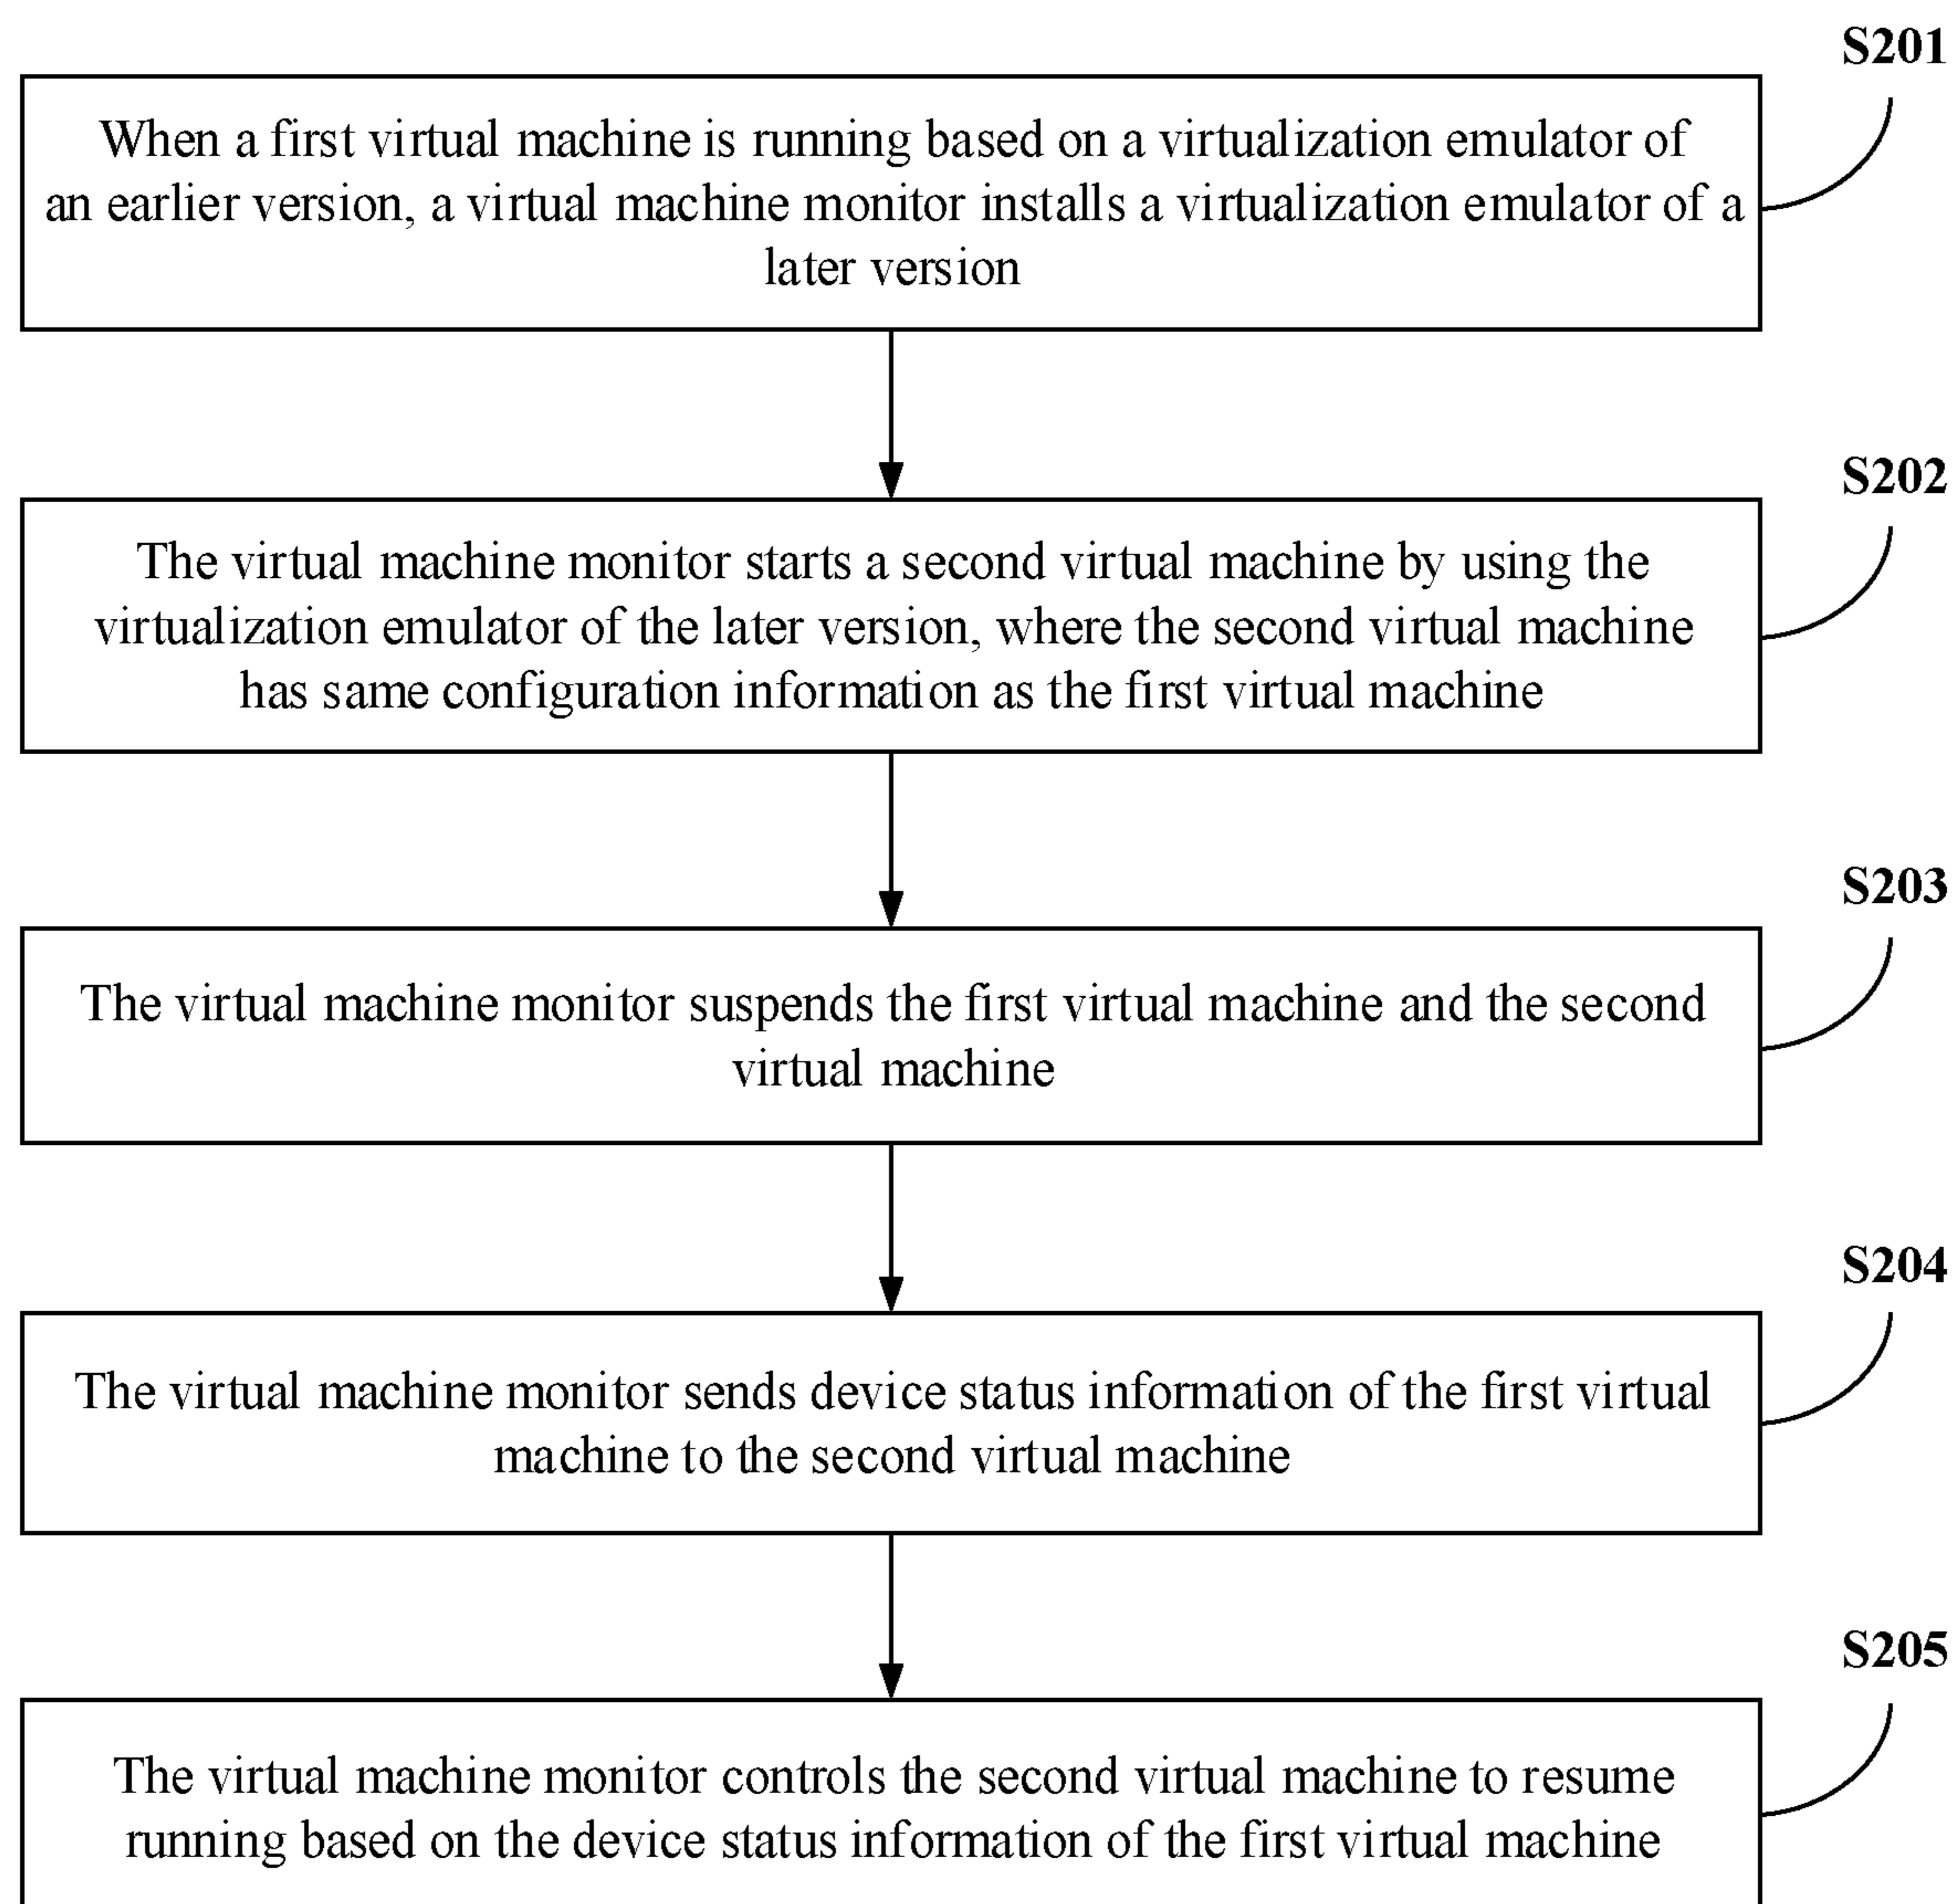 S201
When a first virtual machine is running based on a virtualization emulator of
an earlier version, a virtual machine monitor installs a virtualization emulator of a
later version
S202
The virtual machine monitor starts a second virtual machine by using the
virtualization emulator of the later version, where the second virtual machine
has same configuration information as the first virtual machine
S203
The virtual machine monitor suspends the first virtual machine and the second
virtual machine
S204
The virtual machine monitor sends device status information of the first virtual
machine to the second virtual machine
S205
The virtual machine monitor controls the second virtual machine to resume
running based on the device status information of the first virtual machine